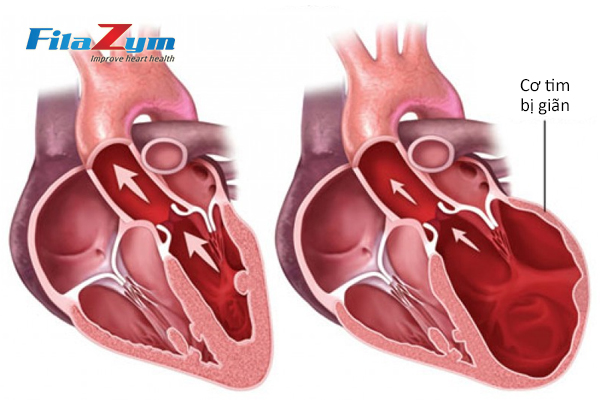 FilaZym
Improve heart health
Cơ tim
bị giãn